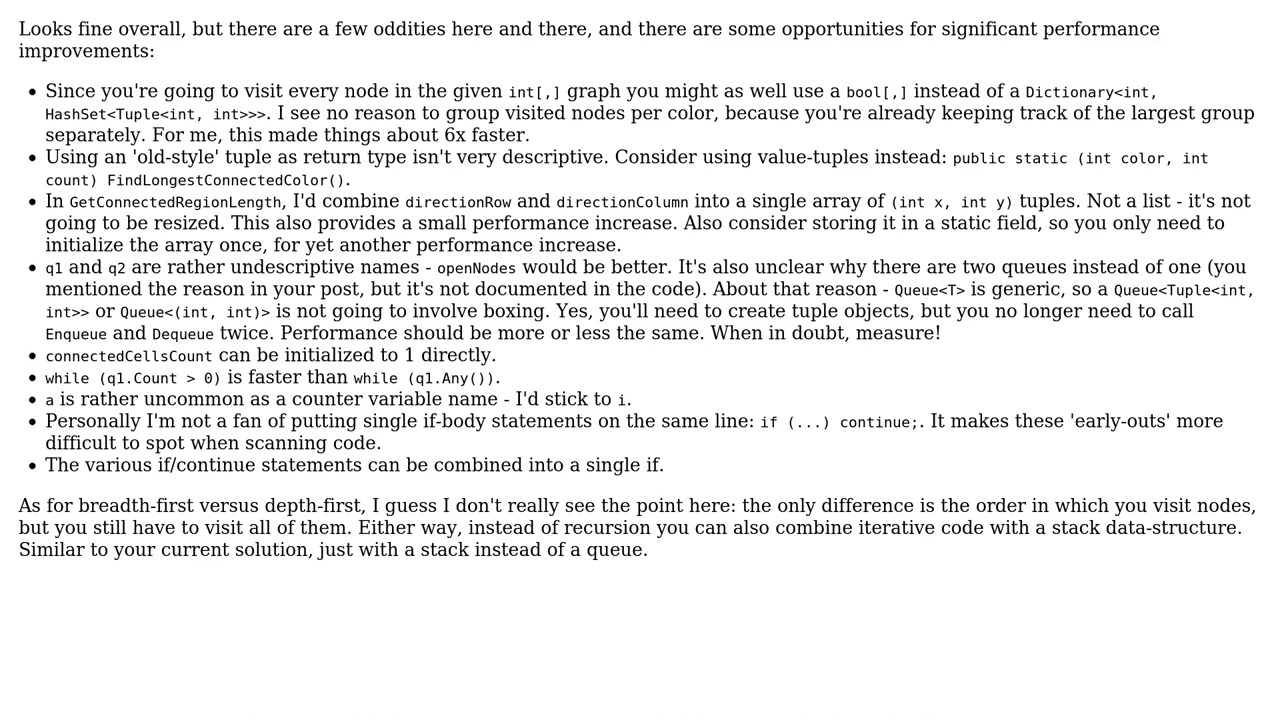 Looks fine overall, but there are a few oddities here and there, and there are some opportunities for significant performance
improvements:
• Since you're going to visit every node in the given int[,] graph you might as well use a bool[,] instead of a Dictionary<int,
HashSet<Tuple<int, int>>>. I see no reason to group visited nodes per color, because you're already keeping track of the largest group
separately. For me, this made things about 6x faster.
• Using an 'old-style' tuple as return type isn't very descriptive. Consider using value-tuples instead: public static (int color, int
count) FindLongestConnectedColor().
• In GetConnectedRegionLength, I'd combine directionRow and directionColumn into a single array of (int x, int y) tuples. Not a list - it's not
going to be resized. This also provides a small performance increase. Also consider storing it in a static field, so you only need to
initialize the array once, for yet another performance increase.
• q1 and q2 are rather undescriptive names - openNodes would be better. It's also unclear why there are two queues instead of one (you
mentioned the reason in your post, but it's not documented in the code). About that reason - Queue<T> is generic, so a Queue<Tuple<int,
int>> or Queue<(int, int)> is not going to involve boxing. Yes, you'll need to create tuple objects, but you no longer need to call
Enqueue and Dequeue twice. Performance should be more or less the same. When in doubt, measure!
• connectedCellsCount can be initialized to 1 directly.
• while (q1.Count > 0) is faster than while (q1.Any()).
• a is rather uncommon as a counter variable name - I'd stick to i.
• Personally I'm not a fan of putting single if-body statements on the same line: if (...) continue;. It makes these 'early-outs' more
difficult to spot when scanning code.
• The various if/continue statements can be combined into a single if.
As for breadth-first versus depth-first, I guess I don't really see the point here: the only difference is the order in which you visit nodes,
but you still have to visit all of them. Either way, instead of recursion you can also combine iterative code with a stack data-structure.
Similar to your current solution, just with a stack instead of a queue.